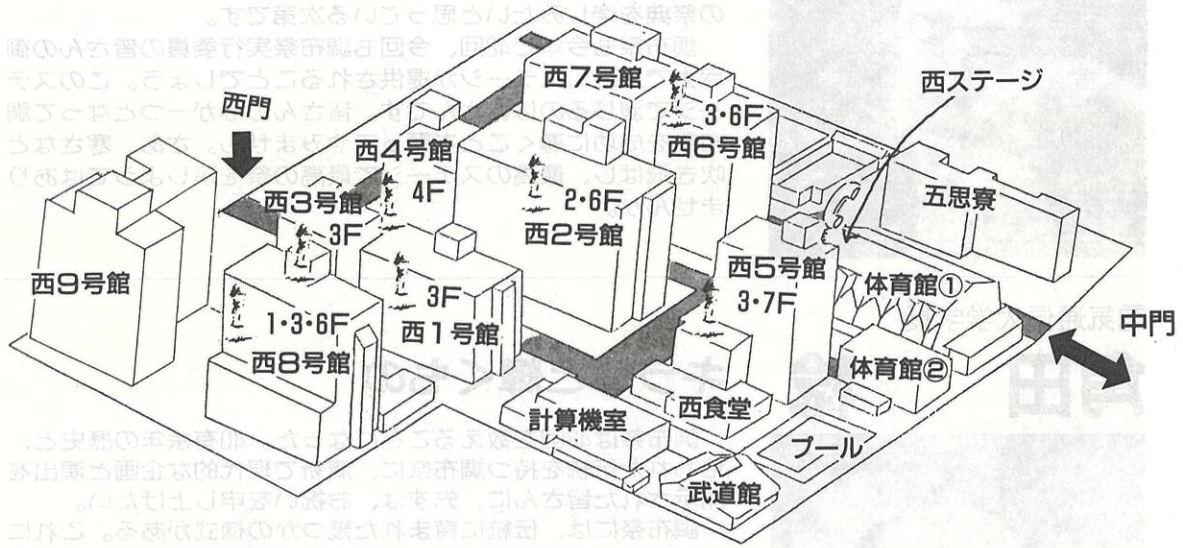 西7号館
西ステージ
西門
3・6F
西6号館
西4号館
4F
五思寮
西3号館
3F
2・6F
西2号館
西9号館
西5号館
3・7F
体育館①
3F
西1号館
1・3・6F
西8号館
中門
体育館②
計算機室
西食堂
プール
武道館